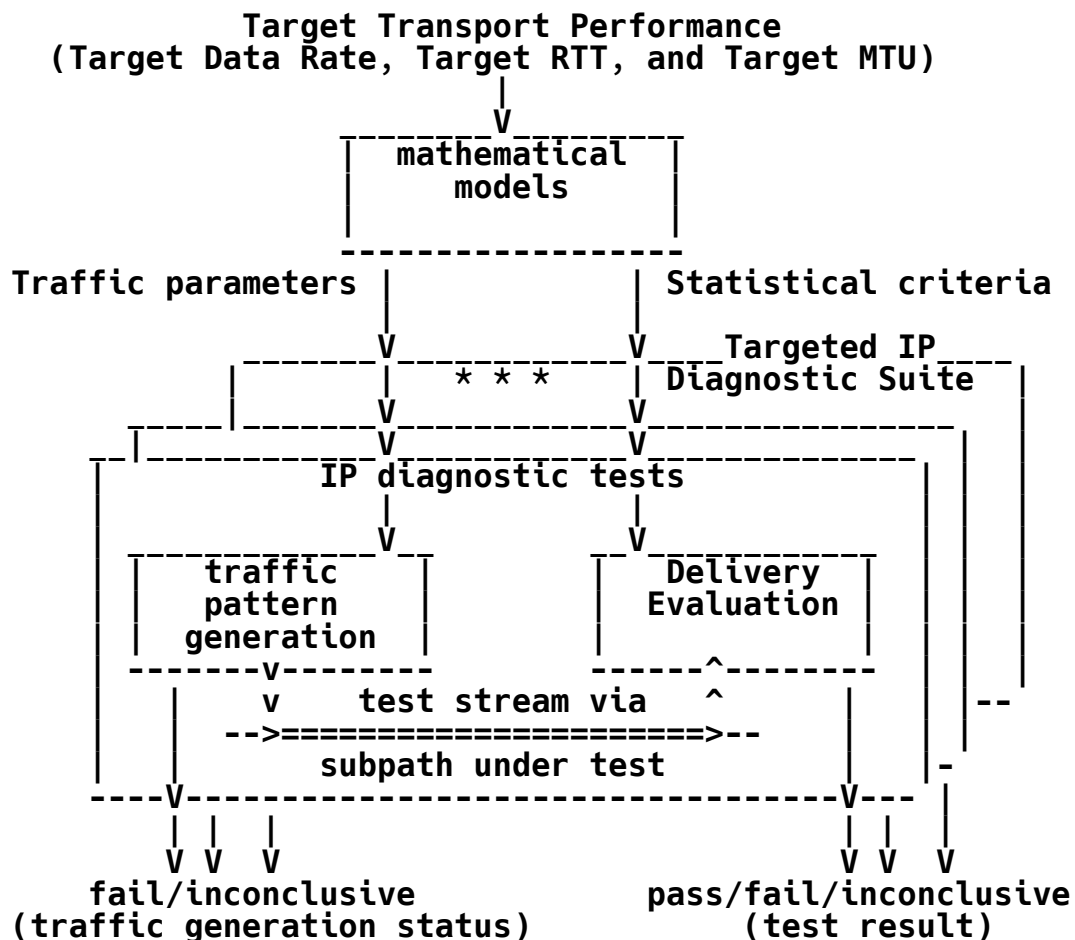 Target Transport Performance
(Target Data Rate, Target RTT, and Target MTU)
mathematical
models
Traffic parameters
Statistical criteria
Targeted IP
* * *
Diagnostic Suite
IP diagnostic tests
traffic
pattern
generation
Delivery
Evaluation
test stream via
subpath under test
fail/inconclusive
(traffic generation status)
pass/fail/inconclusive
(test result)